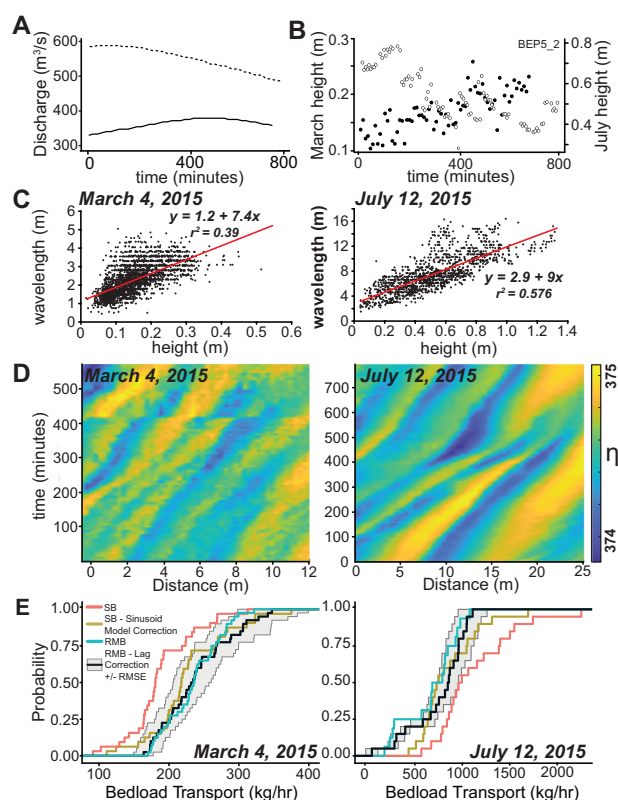 A
Discharge (m³/s)
600
500
400
300
0
400
800
time (minutes)
B
BEP5_2
March height (m)
0.3
0.2
0.1
July height (m)
0.8
0.6
0.4
0
400
800
time (minutes)
C
March 4, 2015
y = 1.2 + 7.4x
r² = 0.39
wavelength (m)
6
5
4
3
2
1
0
0 0.1 0.2 0.3 0.4 0.5 0.6
height (m)
July 12, 2015
y = 2.9 + 9x
r² = 0.576
wavelength (m)
16
12
8
4
0
0 0.2 0.4 0.6 0.8 1.0 1.2 1.4
height (m)
D
March 4, 2015
time (minutes)
500
400
300
200
100
0 2 4 6 8 10 12
Distance (m)
July 12, 2015
700
600
500
400
300
200
100
0
0 5 10 15 20 25
Distance (m)
375
η
374
E
SB
SB - Sinusoid
Model Correction
RMB
RMB - Lag
Correction
+/- RMSE
Probability
1.00
0.75
0.50
0.25
0.00
March 4, 2015
100 200 300 400
Bedload Transport (kg/hr)
1.00
0.75
0.50
0.25
0.00
July 12, 2015
0 500 1000 1500 2000
Bedload Transport (kg/hr)